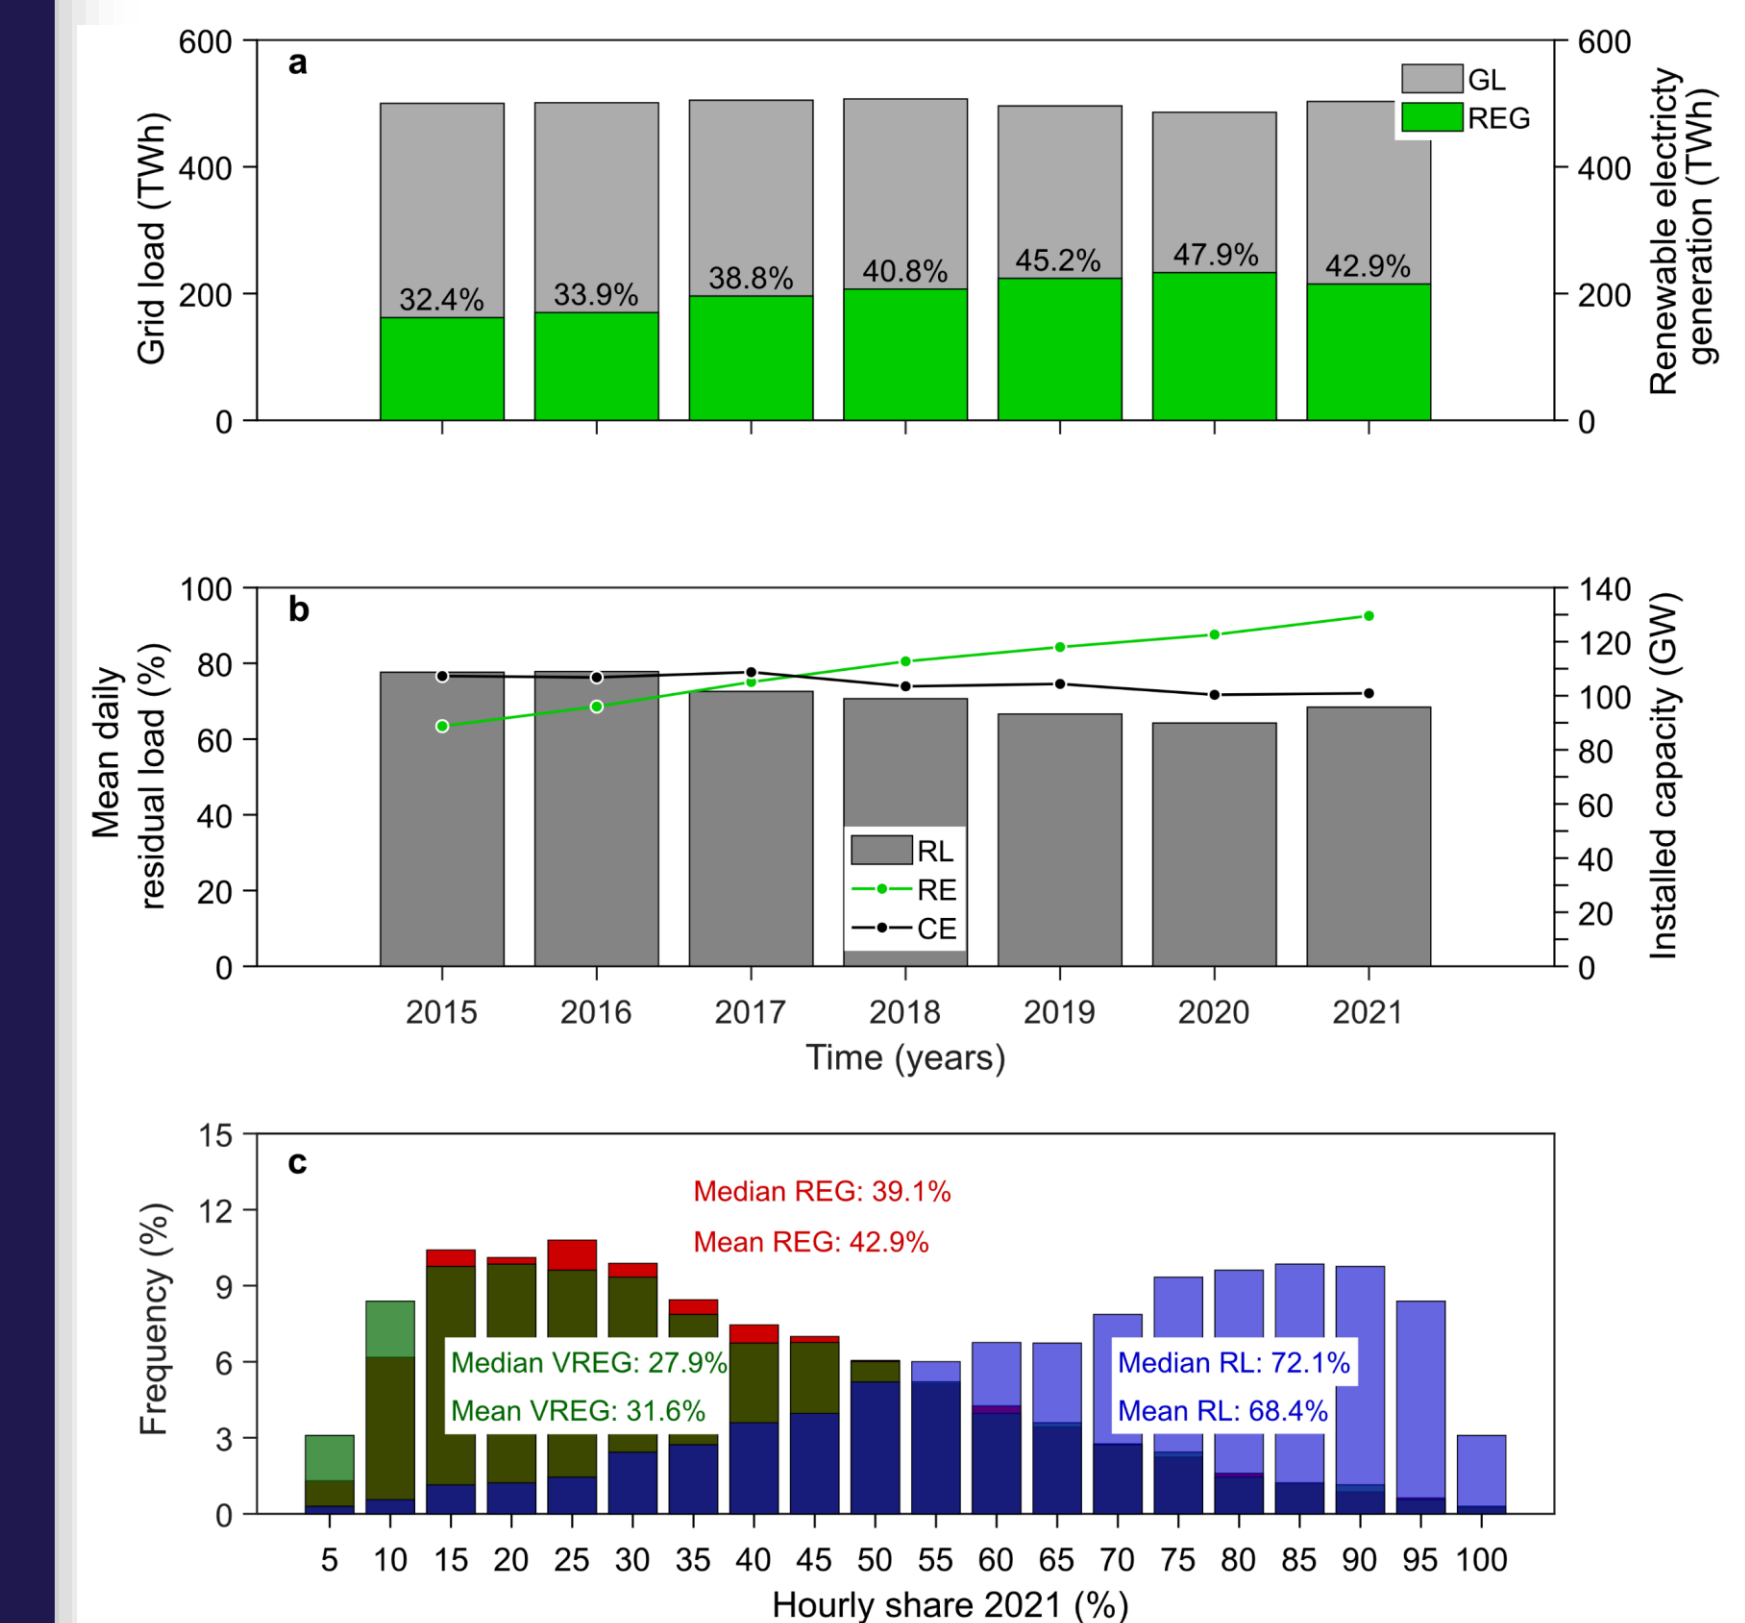 a
600
400
200
0
Grid load (TWh)
32.4%
33.9%
38.8%
40.8%
45.2%
47.9%
42.9%
GL
REG
600
400
200
0
Renewable electricty
generation (TWh)
b
100
80
60
40
20
0
Mean daily
residual load (%)
RL
RE
CE
140
120
100
80
60
40
20
0
Installed capacity (GW)
2015 2016 2017 2018 2019 2020 2021
Time (years)
c
15
12
9
6
3
0
Frequency (%)
Median REG: 39.1%
Mean REG: 42.9%
Median VREG: 27.9%
Mean VREG: 31.6%
Median RL: 72.1%
Mean RL: 68.4%
5 10 15 20 25 30 35 40 45 50 55 60 65 70 75 80 85 90 95 100
Hourly share 2021 (%)